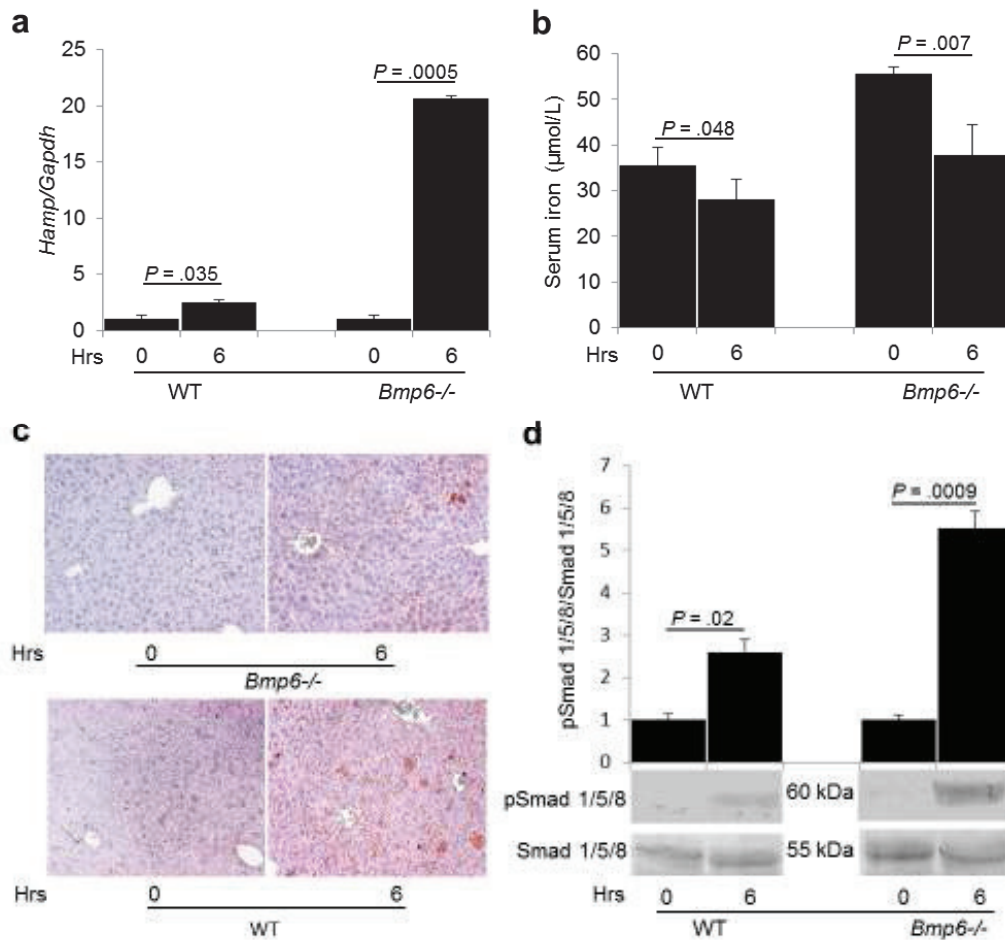 a
25
20
15
10
5
0
Hamp/Gapdh
P = .035
P = .0005
Hrs 0 6 0 6
WT Bmp6-/-
b
60
50
40
30
20
10
0
Serum iron (µmol/L)
P = .048
P = .007
Hrs 0 6 0 6
WT Bmp6-/-
c
Hrs 0 6
Bmp6-/-
Hrs 0 6
WT
d
7
6
5
4
3
2
1
0
pSmad 1/5/8/Smad 1/5/8
P = .02
P = .0009
pSmad 1/5/8 60 kDa
Smad 1/5/8 55 kDa
Hrs 0 6 0 6
WT Bmp6-/-